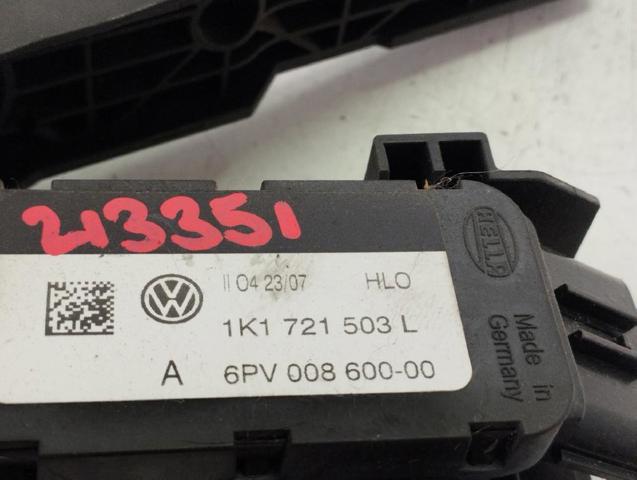 213351
II 04 23/07 HLO
1K1 721 503 L
A 6PV 008 600-00
HELLA
Made in
Germany